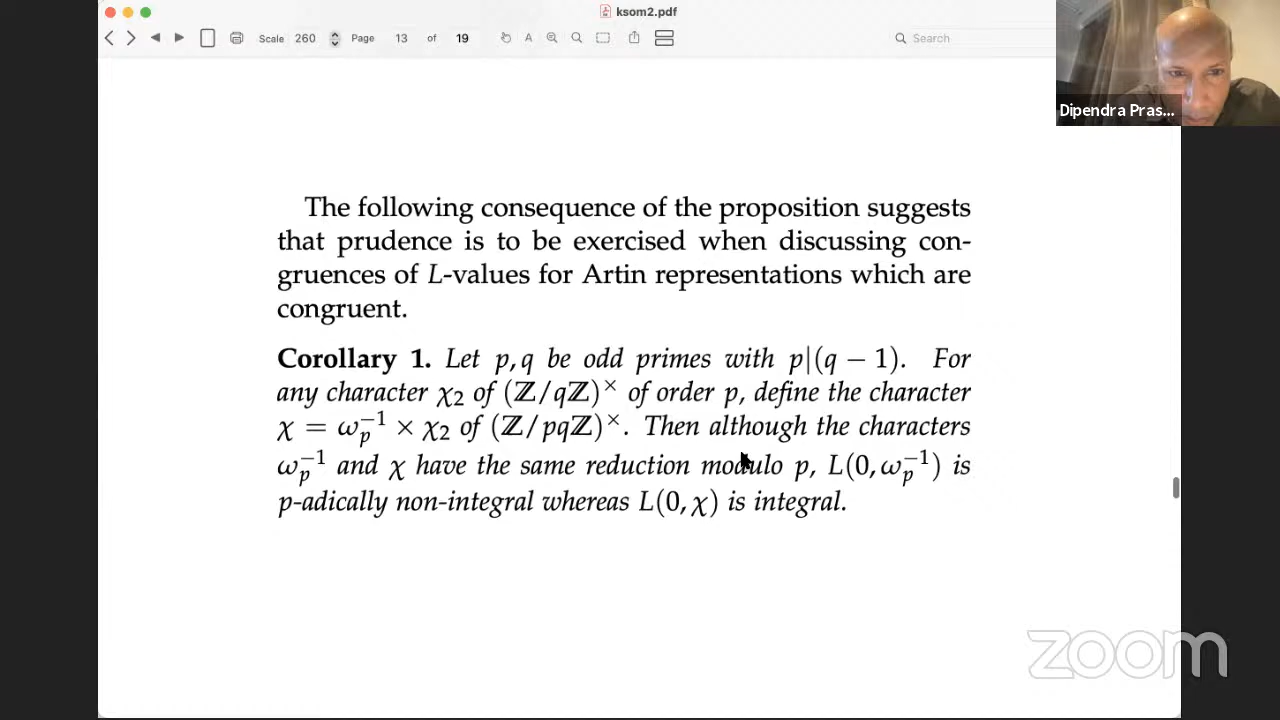 ksom2.pdf
Scale 260 Page 13 of 19 A Search
Dipendra Pras...
The following consequence of the proposition suggests
that prudence is to be exercised when discussing con-
gruences of L-values for Artin representations which are
congruent.
Corollary 1. Let p, q be odd primes with p|(q − 1). For
any character χ₂ of (ℤ/qℤ)× of order p, define the character
χ = ωₚ⁻¹ × χ₂ of (ℤ/pqℤ)×. Then although the characters
ωₚ⁻¹ and χ have the same reduction modulo p, L(0, ωₚ⁻¹) is
p-adically non-integral whereas L(0, χ) is integral.
zoom